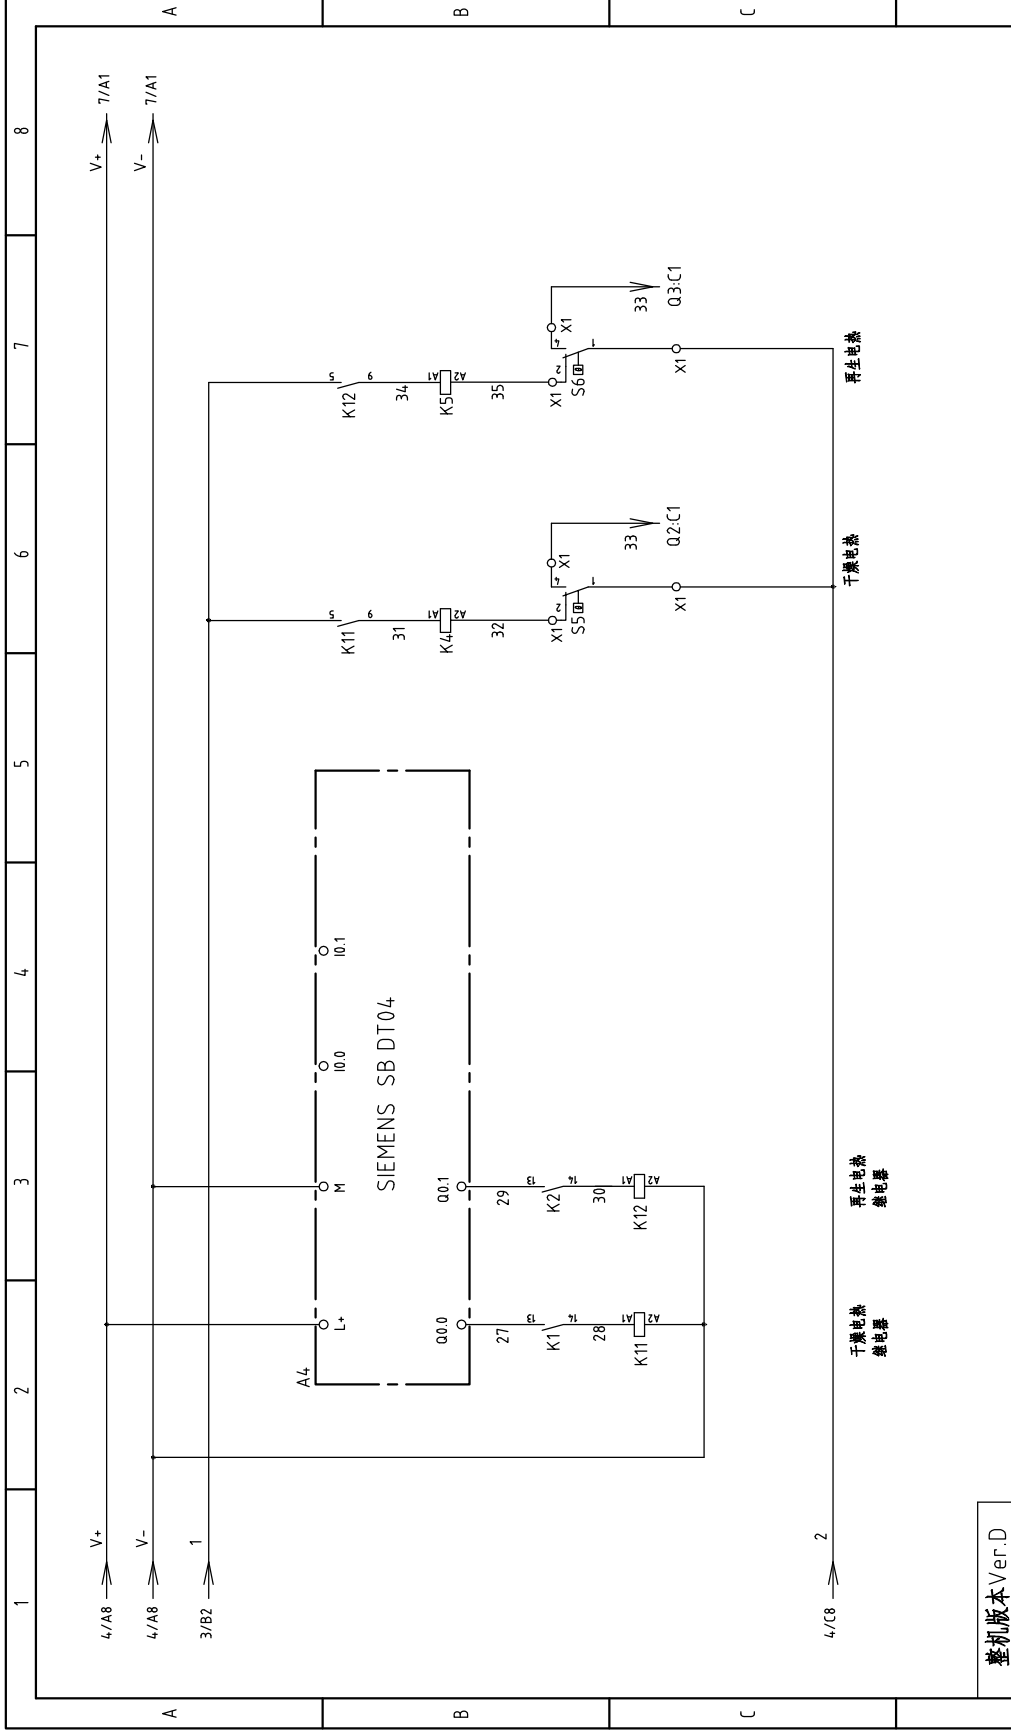 1
2
3
4
5
6
7
8
A
B
C
A
B
C
4/A8
V+
V+
7/A1
4/A8
V-
V-
7/A1
3/B2
1
A4
L+
M
I0.0
I0.1
SIEMENS SB DT04
Q0.0
Q0.1
27
13
K1
14
28
A1
K11
A2
29
13
K2
14
30
A1
K12
A2
5
K11
9
31
A1
K4
A2
32
X1
2
S5
4
X1
1
33
Q2:C1
X1
5
K12
9
34
A1
K5
A2
35
X1
2
S6
4
X1
1
33
Q3:C1
X1
4/C8
2
干燥电热
继电器
再生电热
继电器
干燥电热
再生电热
整机版本Ver.D